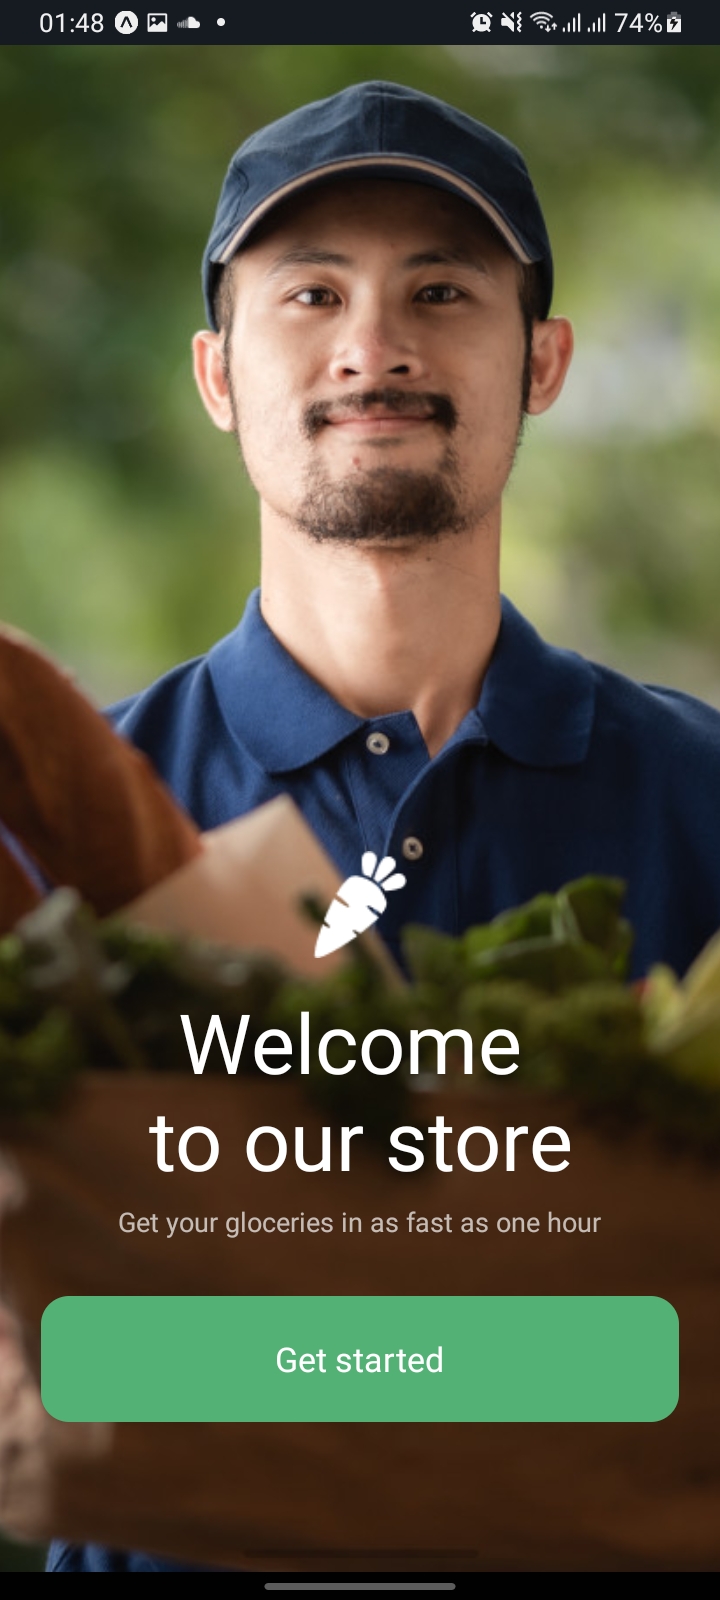 01:48 74%
Welcome
to our store
Get your gloceries in as fast as one hour
Get started